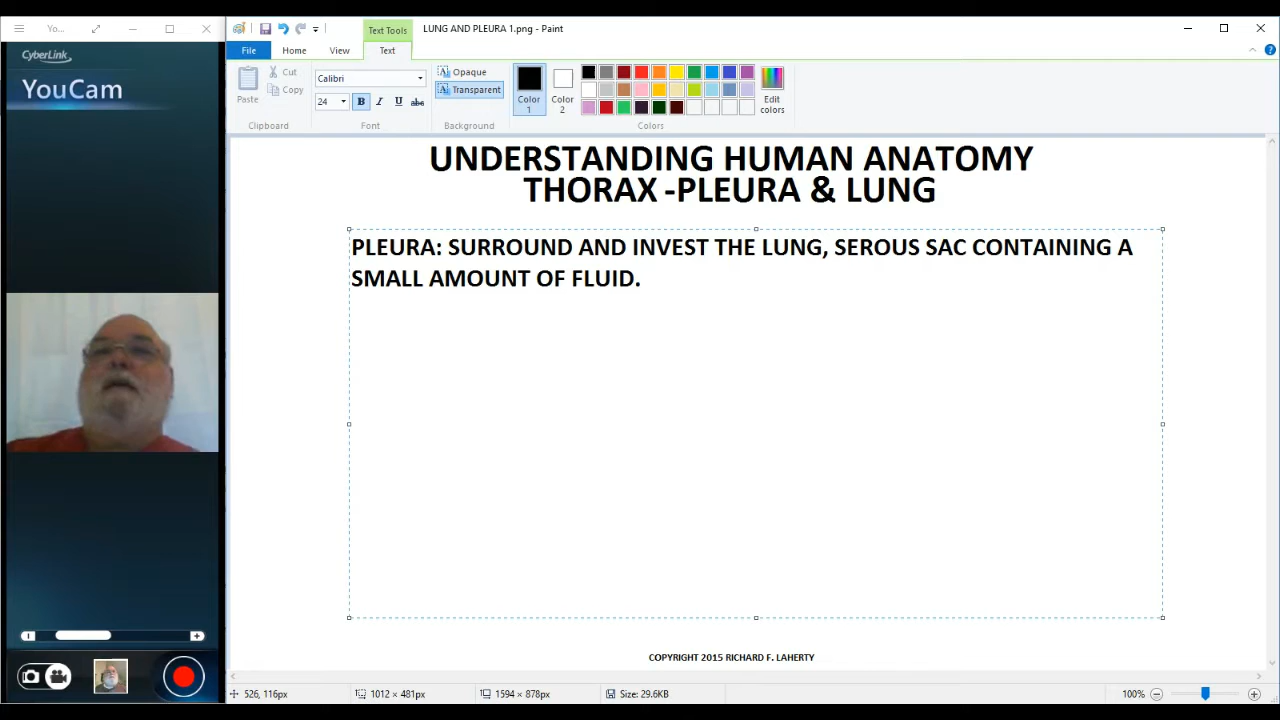 Yo...
CyberLink
YouCam
Text Tools
LUNG AND PLEURA 1.png - Paint
File
Home
View
Text
Paste
Cut
Copy
Clipboard
Calibri
24
B
I
U
abc
Font
Opaque
Transparent
Background
Color
1
Color
2
Edit
colors
Colors
UNDERSTANDING HUMAN ANATOMY
THORAX -PLEURA & LUNG
PLEURA: SURROUND AND INVEST THE LUNG, SEROUS SAC CONTAINING A
SMALL AMOUNT OF FLUID.
COPYRIGHT 2015 RICHARD F. LAHERTY
526, 116px
1012 × 481px
1594 × 878px
Size: 29.6KB
100%